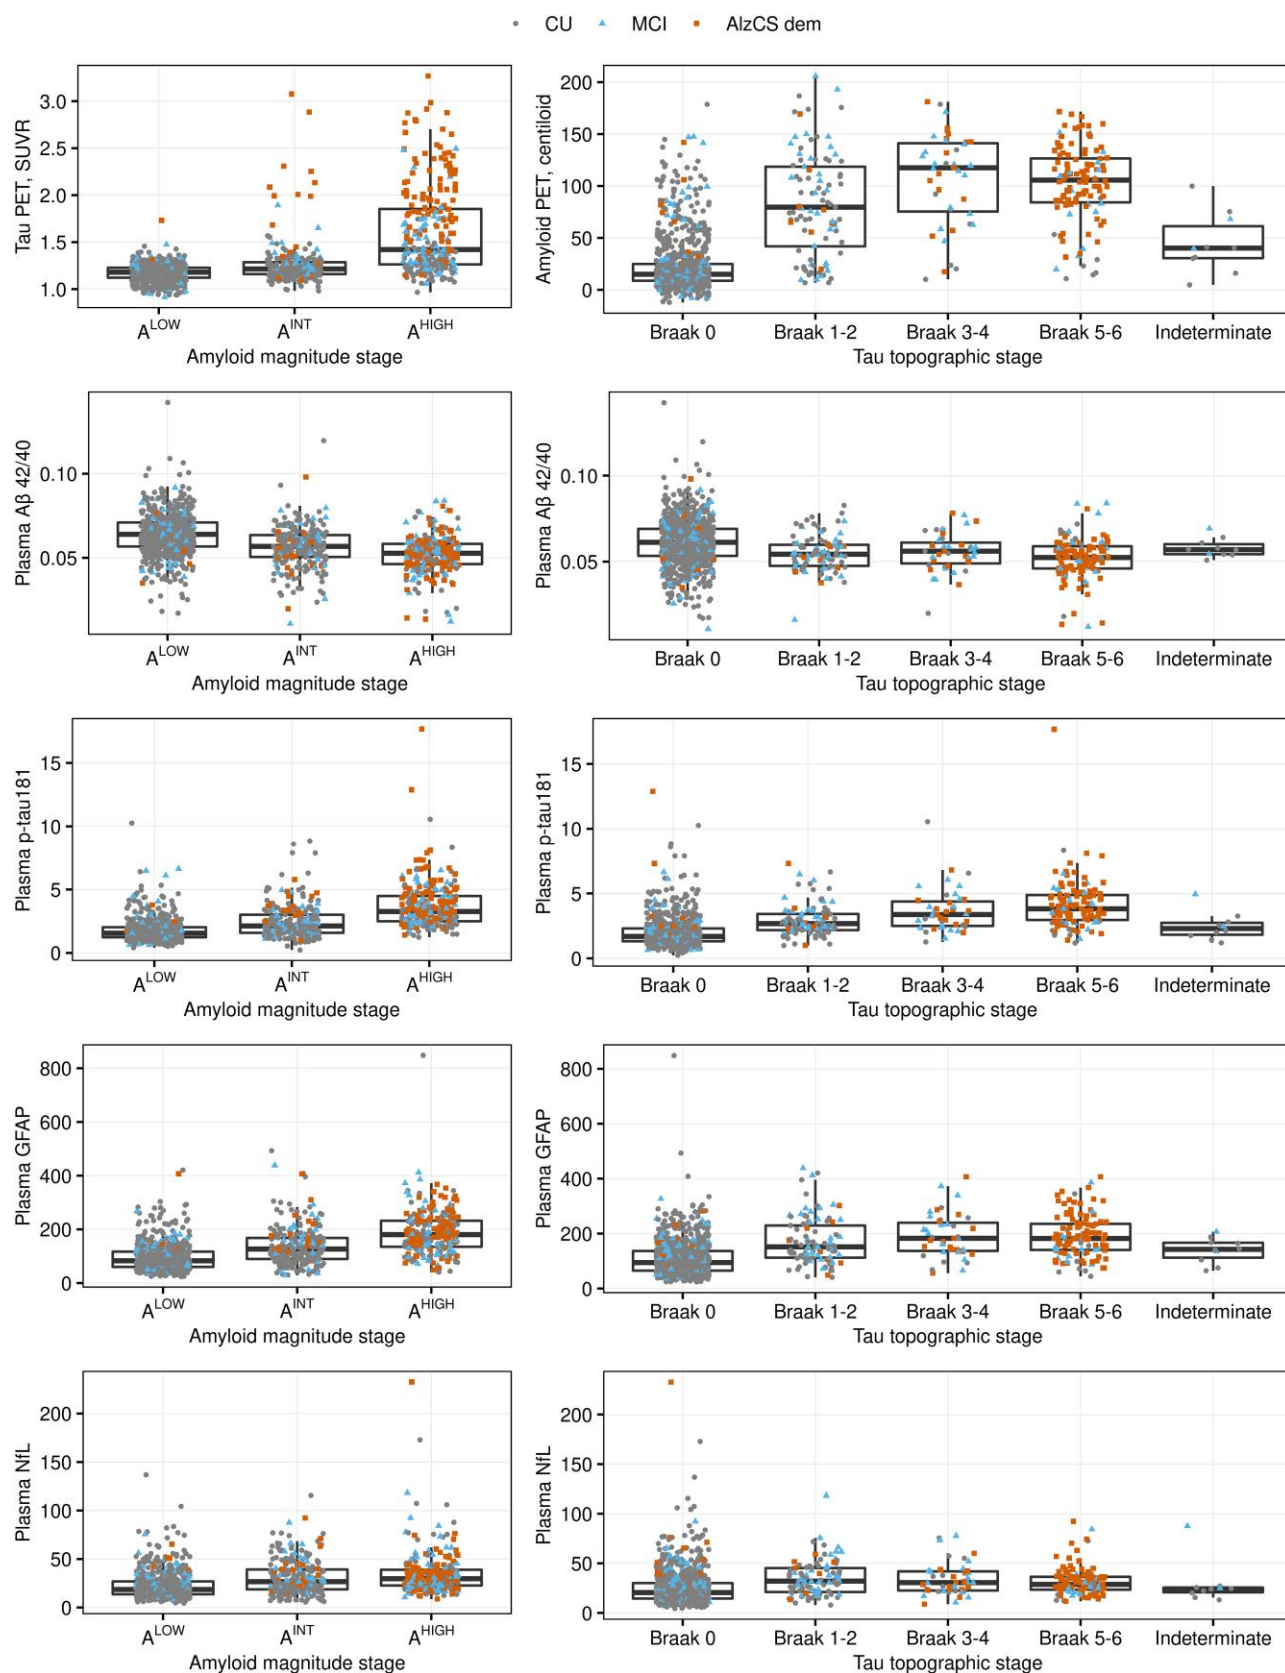 CU MCI AlzCS dem
Tau PET, SUVR
3.0
2.5
2.0
1.5
1.0
A^LOW A^INT A^HIGH
Amyloid magnitude stage
Amyloid PET, centiloid
200
150
100
50
0
Braak 0 Braak 1-2 Braak 3-4 Braak 5-6 Indeterminate
Tau topographic stage
Plasma Aβ 42/40
0.10
0.05
A^LOW A^INT A^HIGH
Amyloid magnitude stage
Plasma Aβ 42/40
0.10
0.05
Braak 0 Braak 1-2 Braak 3-4 Braak 5-6 Indeterminate
Tau topographic stage
Plasma p-tau181
15
10
5
0
A^LOW A^INT A^HIGH
Amyloid magnitude stage
Plasma p-tau181
15
10
5
0
Braak 0 Braak 1-2 Braak 3-4 Braak 5-6 Indeterminate
Tau topographic stage
Plasma GFAP
800
600
400
200
0
A^LOW A^INT A^HIGH
Amyloid magnitude stage
Plasma GFAP
800
600
400
200
0
Braak 0 Braak 1-2 Braak 3-4 Braak 5-6 Indeterminate
Tau topographic stage
Plasma NfL
200
150
100
50
0
A^LOW A^INT A^HIGH
Amyloid magnitude stage
Plasma NfL
200
150
100
50
0
Braak 0 Braak 1-2 Braak 3-4 Braak 5-6 Indeterminate
Tau topographic stage